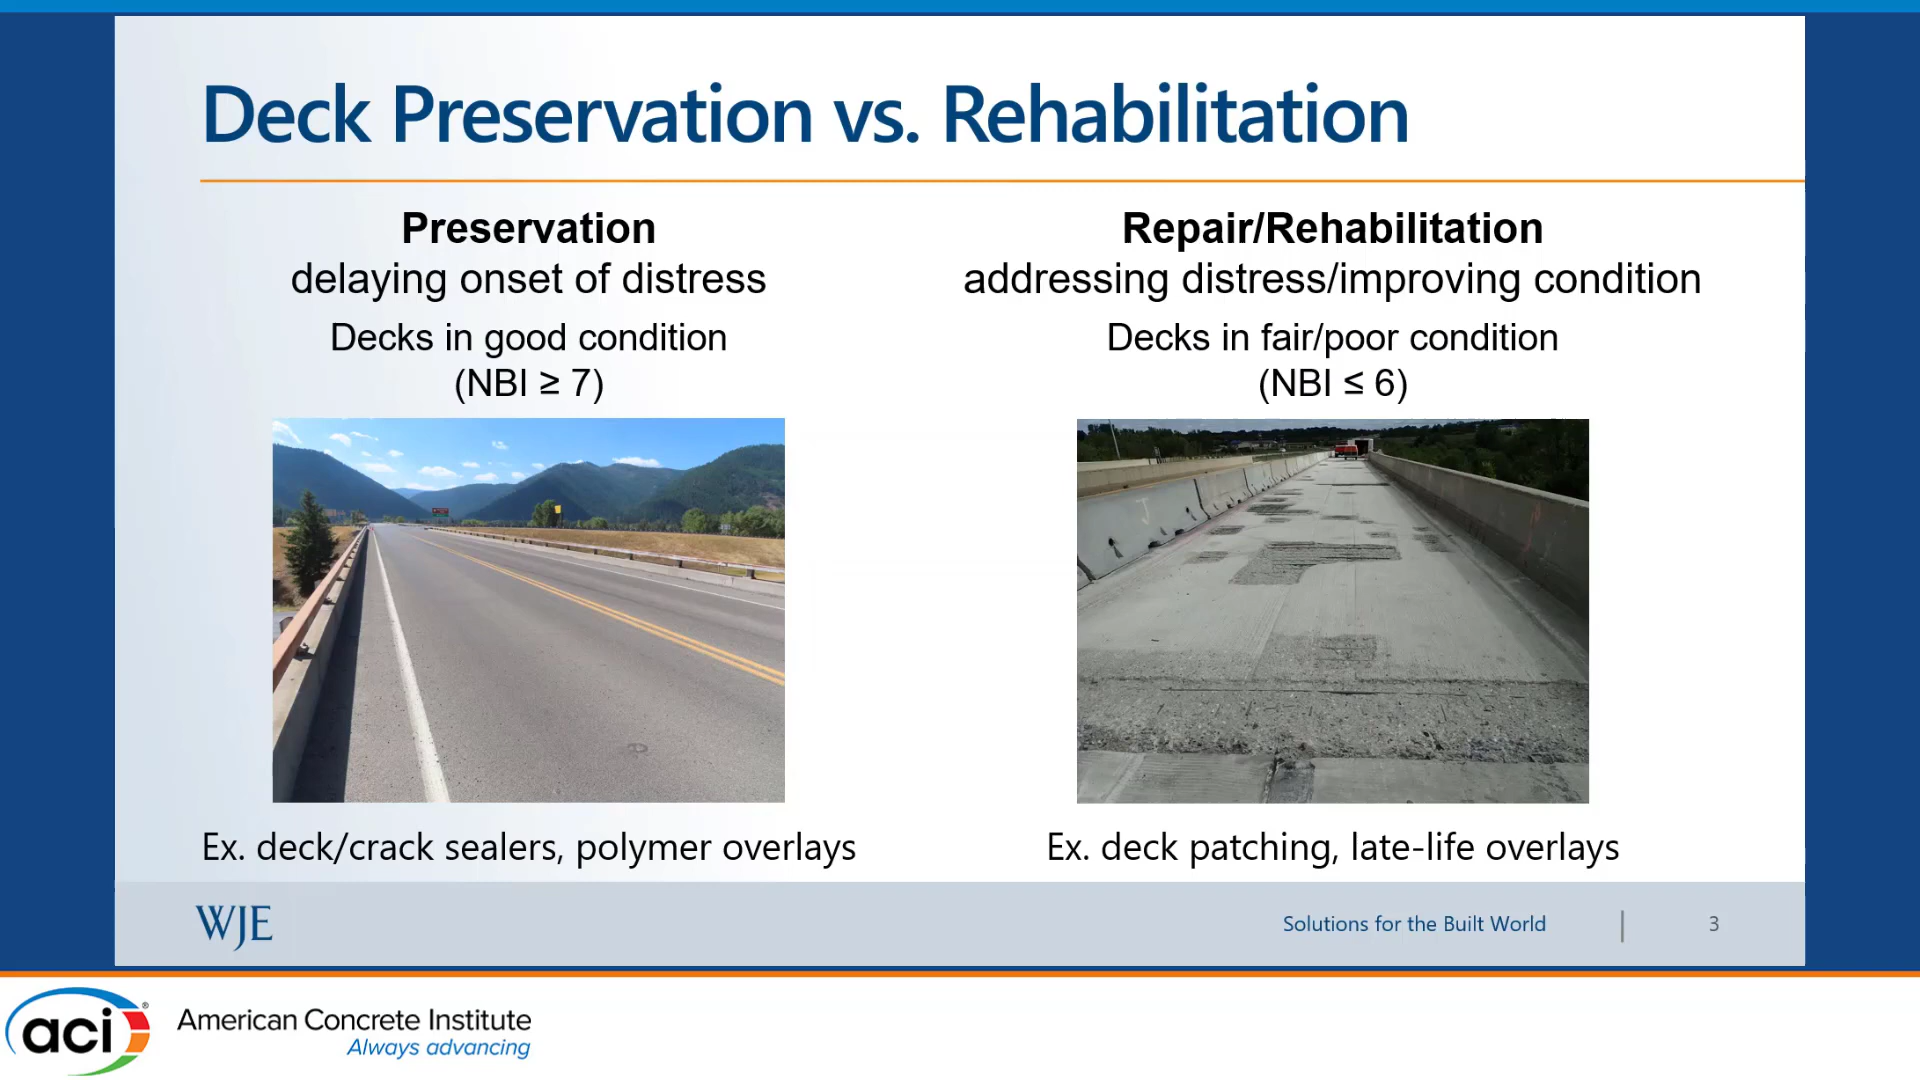 Deck Preservation vs. Rehabilitation
Preservation
delaying onset of distress
Decks in good condition
(NBI ≥ 7)
Repair/Rehabilitation
addressing distress/improving condition
Decks in fair/poor condition
(NBI ≤ 6)
Ex. deck/crack sealers, polymer overlays
Ex. deck patching, late-life overlays
WJE
Solutions for the Built World | 3
aci®
American Concrete Institute
Always advancing